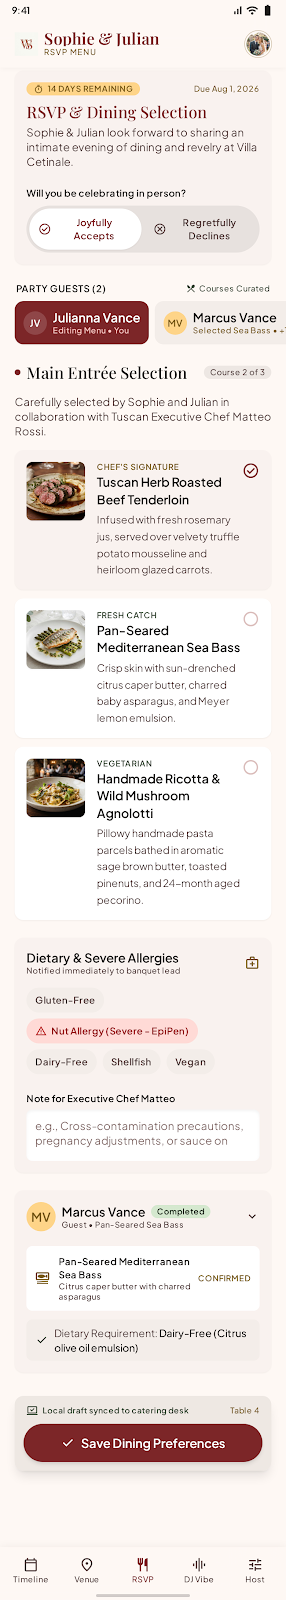 9:41
Sophie & Julian
RSVP MENU
14 DAYS REMAINING
Due Aug 1, 2026
RSVP & Dining Selection
Sophie & Julian look forward to sharing an
intimate evening of dining and revelry at Villa
Cetinale.
Will you be celebrating in person?
Joyfully
Accepts
Regretfully
Declines
PARTY GUESTS (2)
Courses Curated
JV
Julianna Vance
Editing Menu • You
MV
Marcus Vance
Selected Sea Bass •
Main Entrée Selection
Course 2 of 3
Carefully selected by Sophie and Julian in
collaboration with Tuscan Executive Chef Matteo
Rossi.
CHEF'S SIGNATURE
Tuscan Herb Roasted
Beef Tenderloin
Infused with fresh rosemary
jus, served over velvety truffle
potato mousseline and
heirloom glazed carrots.
FRESH CATCH
Pan-Seared
Mediterranean Sea Bass
Crisp skin with sun-drenched
citrus caper butter, charred
baby asparagus, and Meyer
lemon emulsion.
VEGETARIAN
Handmade Ricotta &
Wild Mushroom
Agnolotti
Pillowy handmade pasta
parcels bathed in aromatic
sage brown butter, toasted
pinenuts, and 24-month aged
pecorino.
Dietary & Severe Allergies
Notified immediately to banquet lead
Gluten-Free
Nut Allergy (Severe - EpiPen)
Dairy-Free
Shellfish
Vegan
Note for Executive Chef Matteo
e.g., Cross-contamination precautions,
pregnancy adjustments, or sauce on
MV
Marcus Vance
Completed
Guest • Pan-Seared Sea Bass
Pan-Seared Mediterranean
Sea Bass
Citrus caper butter with charred
asparagus
CONFIRMED
Dietary Requirement: Dairy-Free (Citrus
olive oil emulsion)
Local draft synced to catering desk
Table 4
Save Dining Preferences
Timeline
Venue
RSVP
DJ Vibe
Host